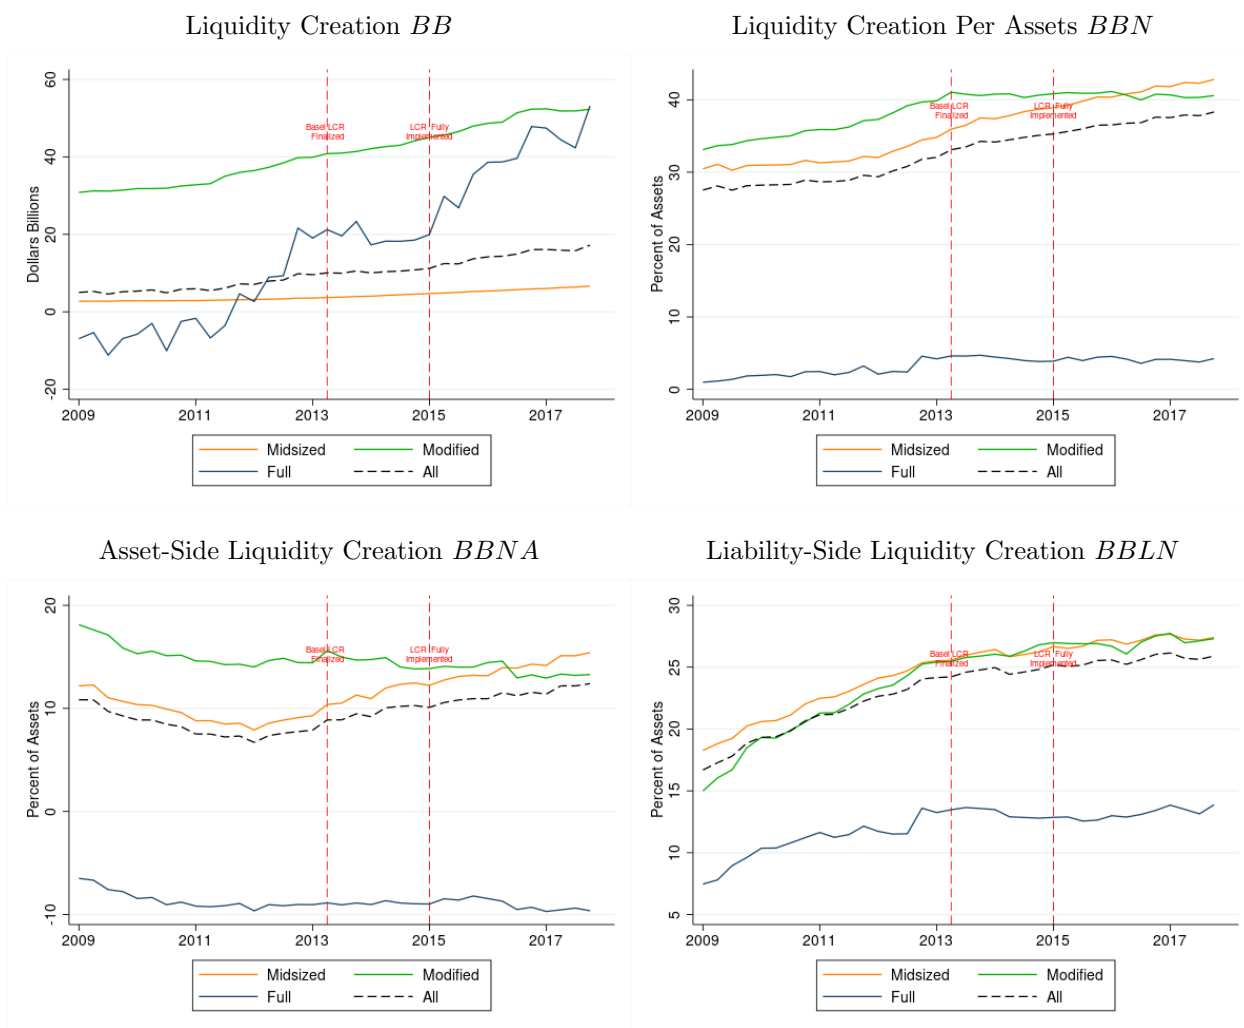 Liquidity Creation BB
60
40
20
0
-20
Dollars Billions
Basel LCR
Finalized
LCR Fully
Implemented
2009 2011 2013 2015 2017
Midsized Modified
Full All
Liquidity Creation Per Assets BBN
40
30
20
10
0
Percent of Assets
Basel LCR
Finalized
LCR Fully
Implemented
2009 2011 2013 2015 2017
Midsized Modified
Full All
Asset-Side Liquidity Creation BBNA
20
10
0
-10
Percent of Assets
Basel LCR
Finalized
LCR Fully
Implemented
2009 2011 2013 2015 2017
Midsized Modified
Full All
Liability-Side Liquidity Creation BBLN
30
25
20
15
10
5
Percent of Assets
Basel LCR
Finalized
LCR Fully
Implemented
2009 2011 2013 2015 2017
Midsized Modified
Full All